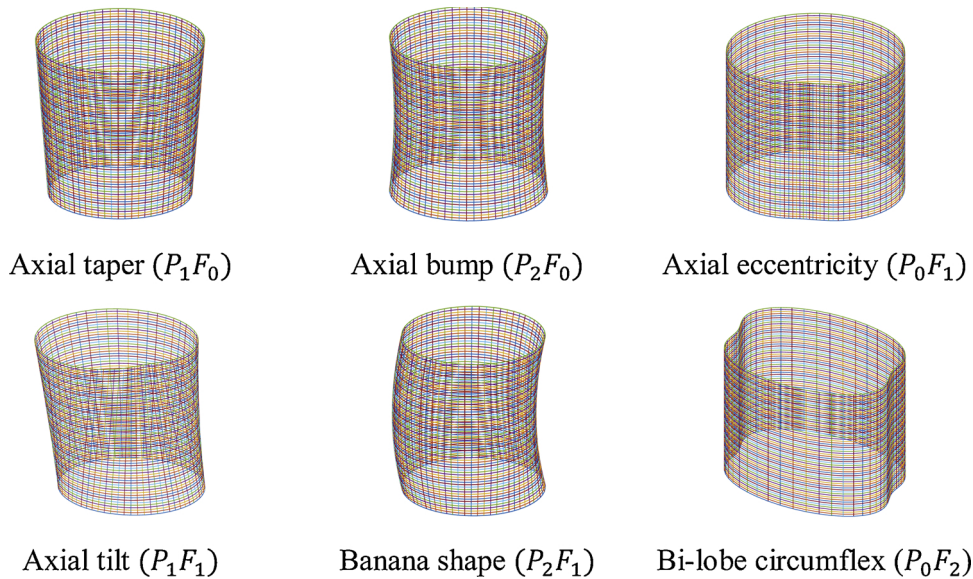 Axial taper (P₁F₀)
Axial bump (P₂F₀)
Axial eccentricity (P₀F₁)
Axial tilt (P₁F₁)
Banana shape (P₂F₁)
Bi-lobe circumflex (P₀F₂)